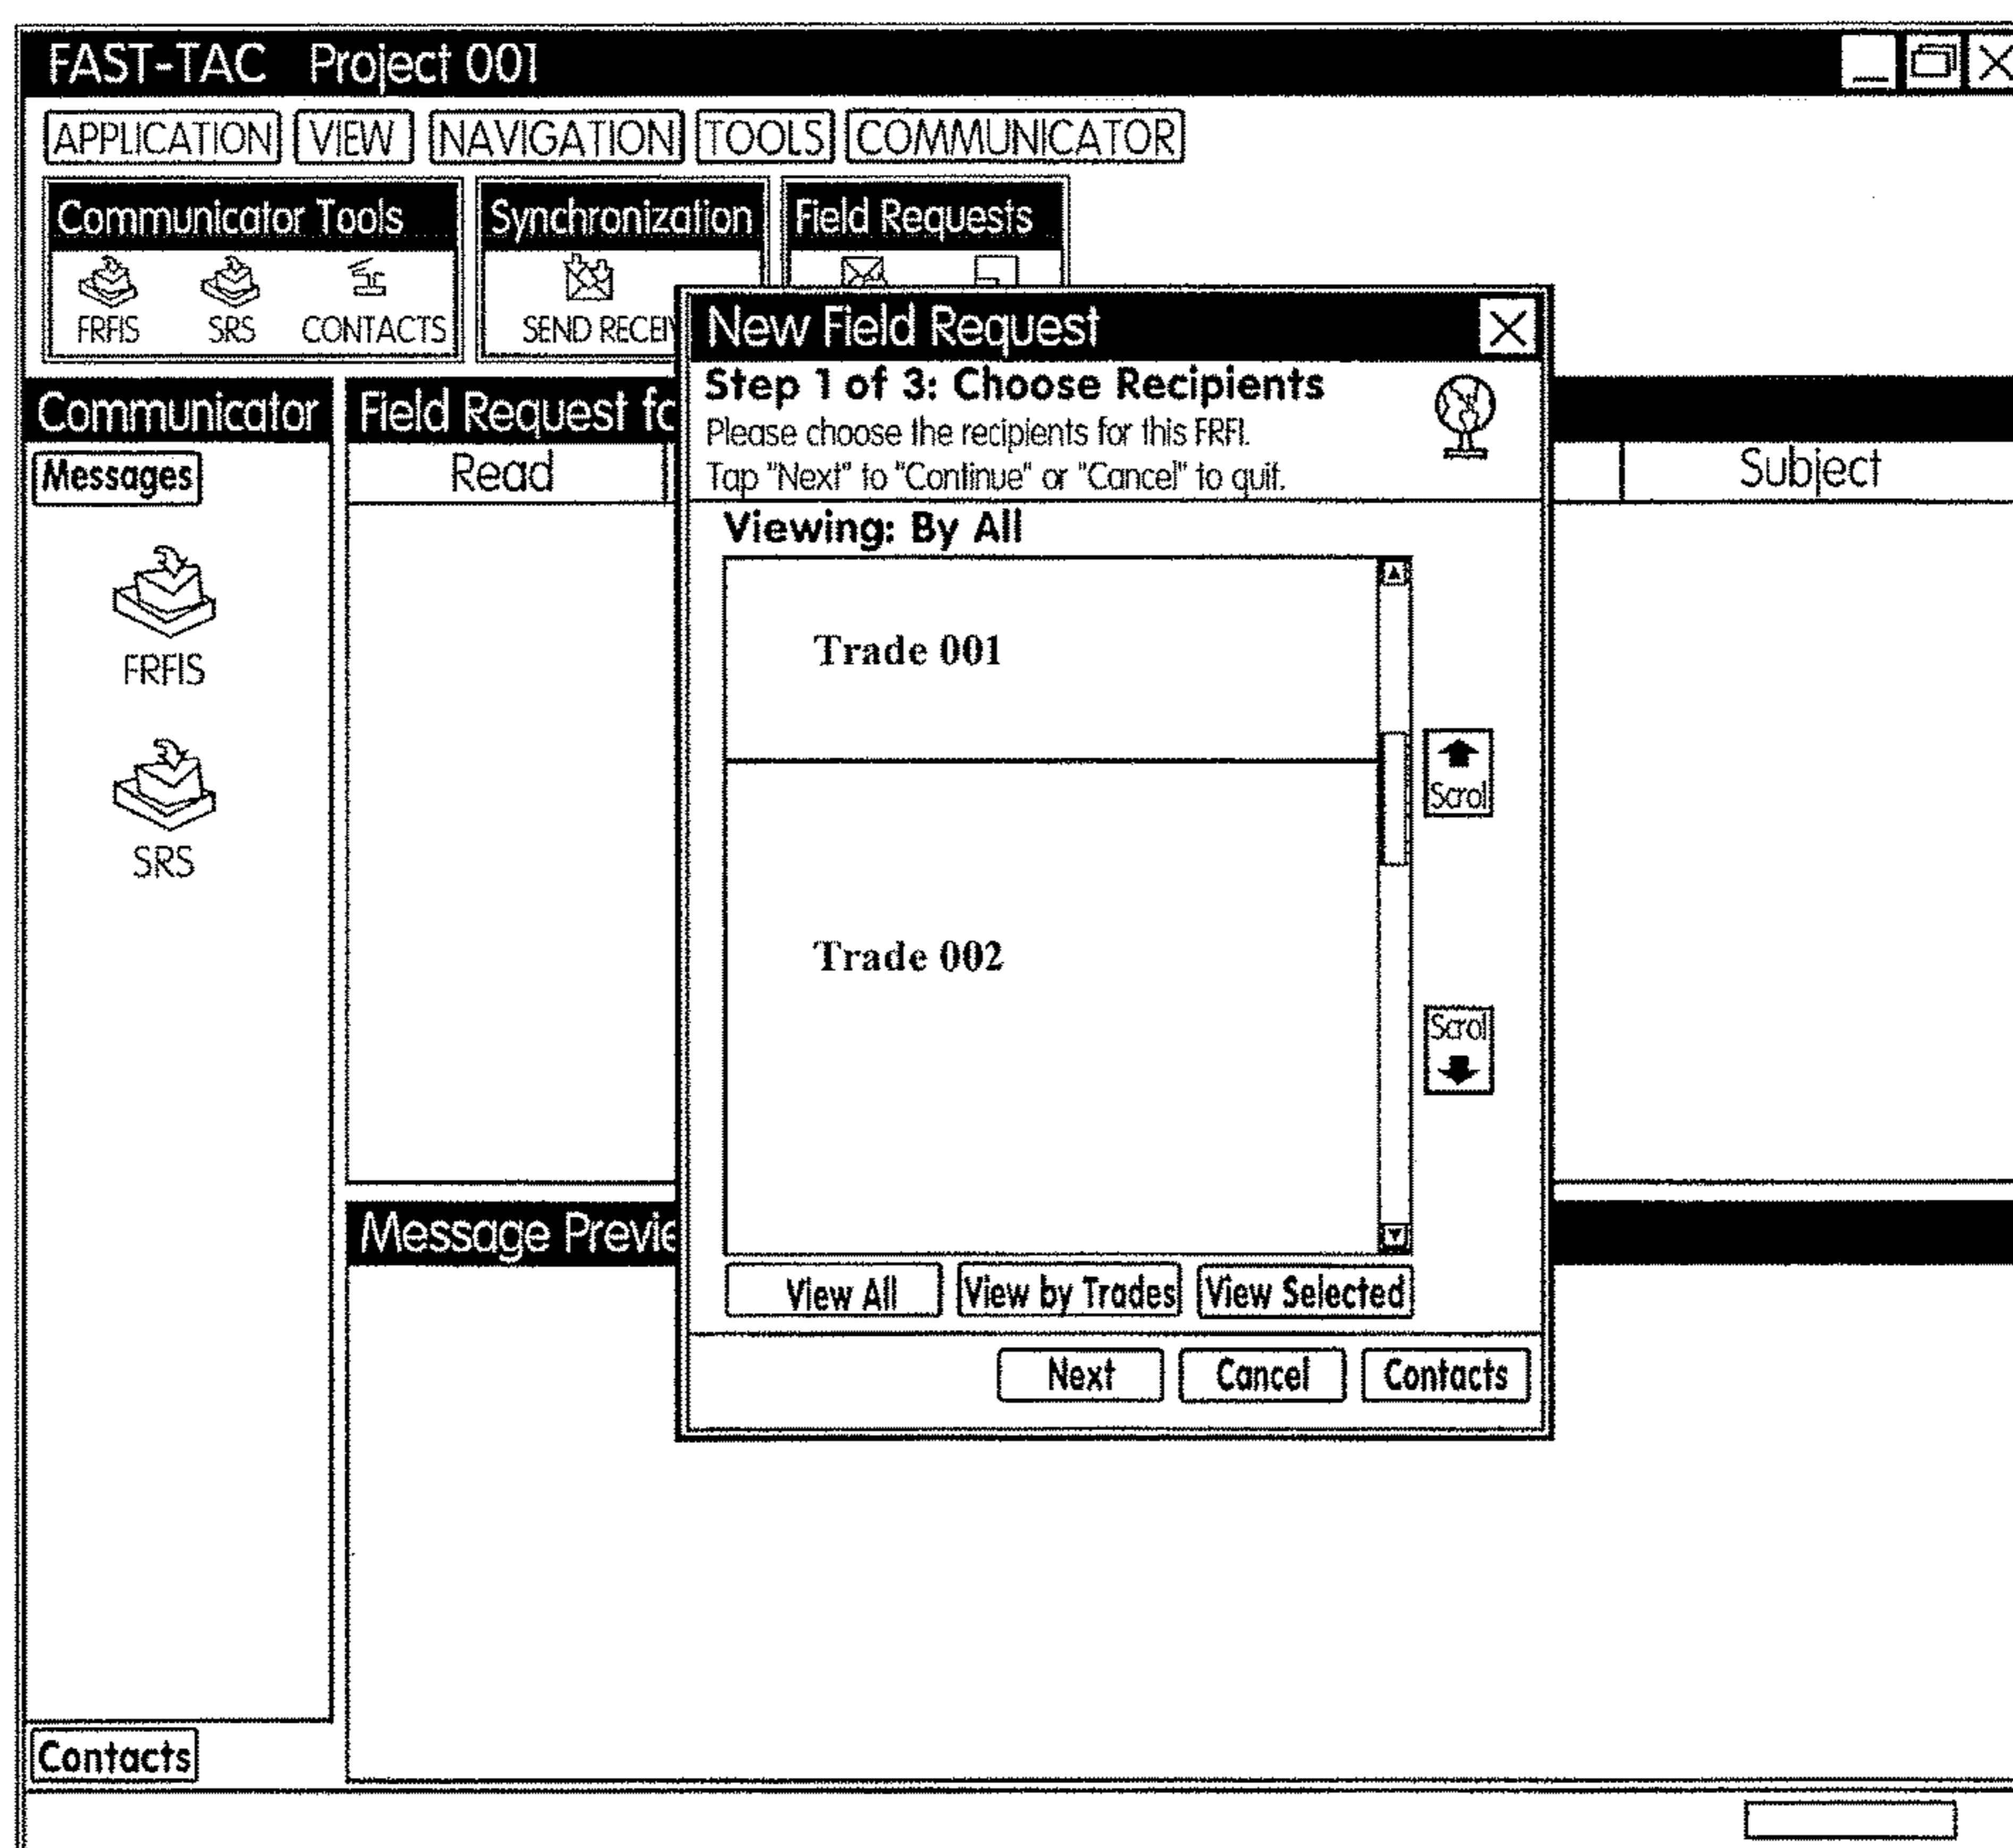 FAST-TAC Project 001
APPLICATION VIEW NAVIGATION TOOLS COMMUNICATOR
Communicator Tools Synchronization Field Requests
FRFIS SRS CONTACTS SEND RECEIV
New Field Request
Step 1 of 3: Choose Recipients
Please choose the recipients for this FRFI.
Tap "Next" to "Continue" or "Cancel" to quit.
Communicator Field Request fo
Messages Read Subject
Viewing: By All
FRFIS
SRS
Trade 001
Scrol
Trade 002
Scrol
Message Previe
View All View by Trades View Selected
Next Cancel Contacts
Contacts